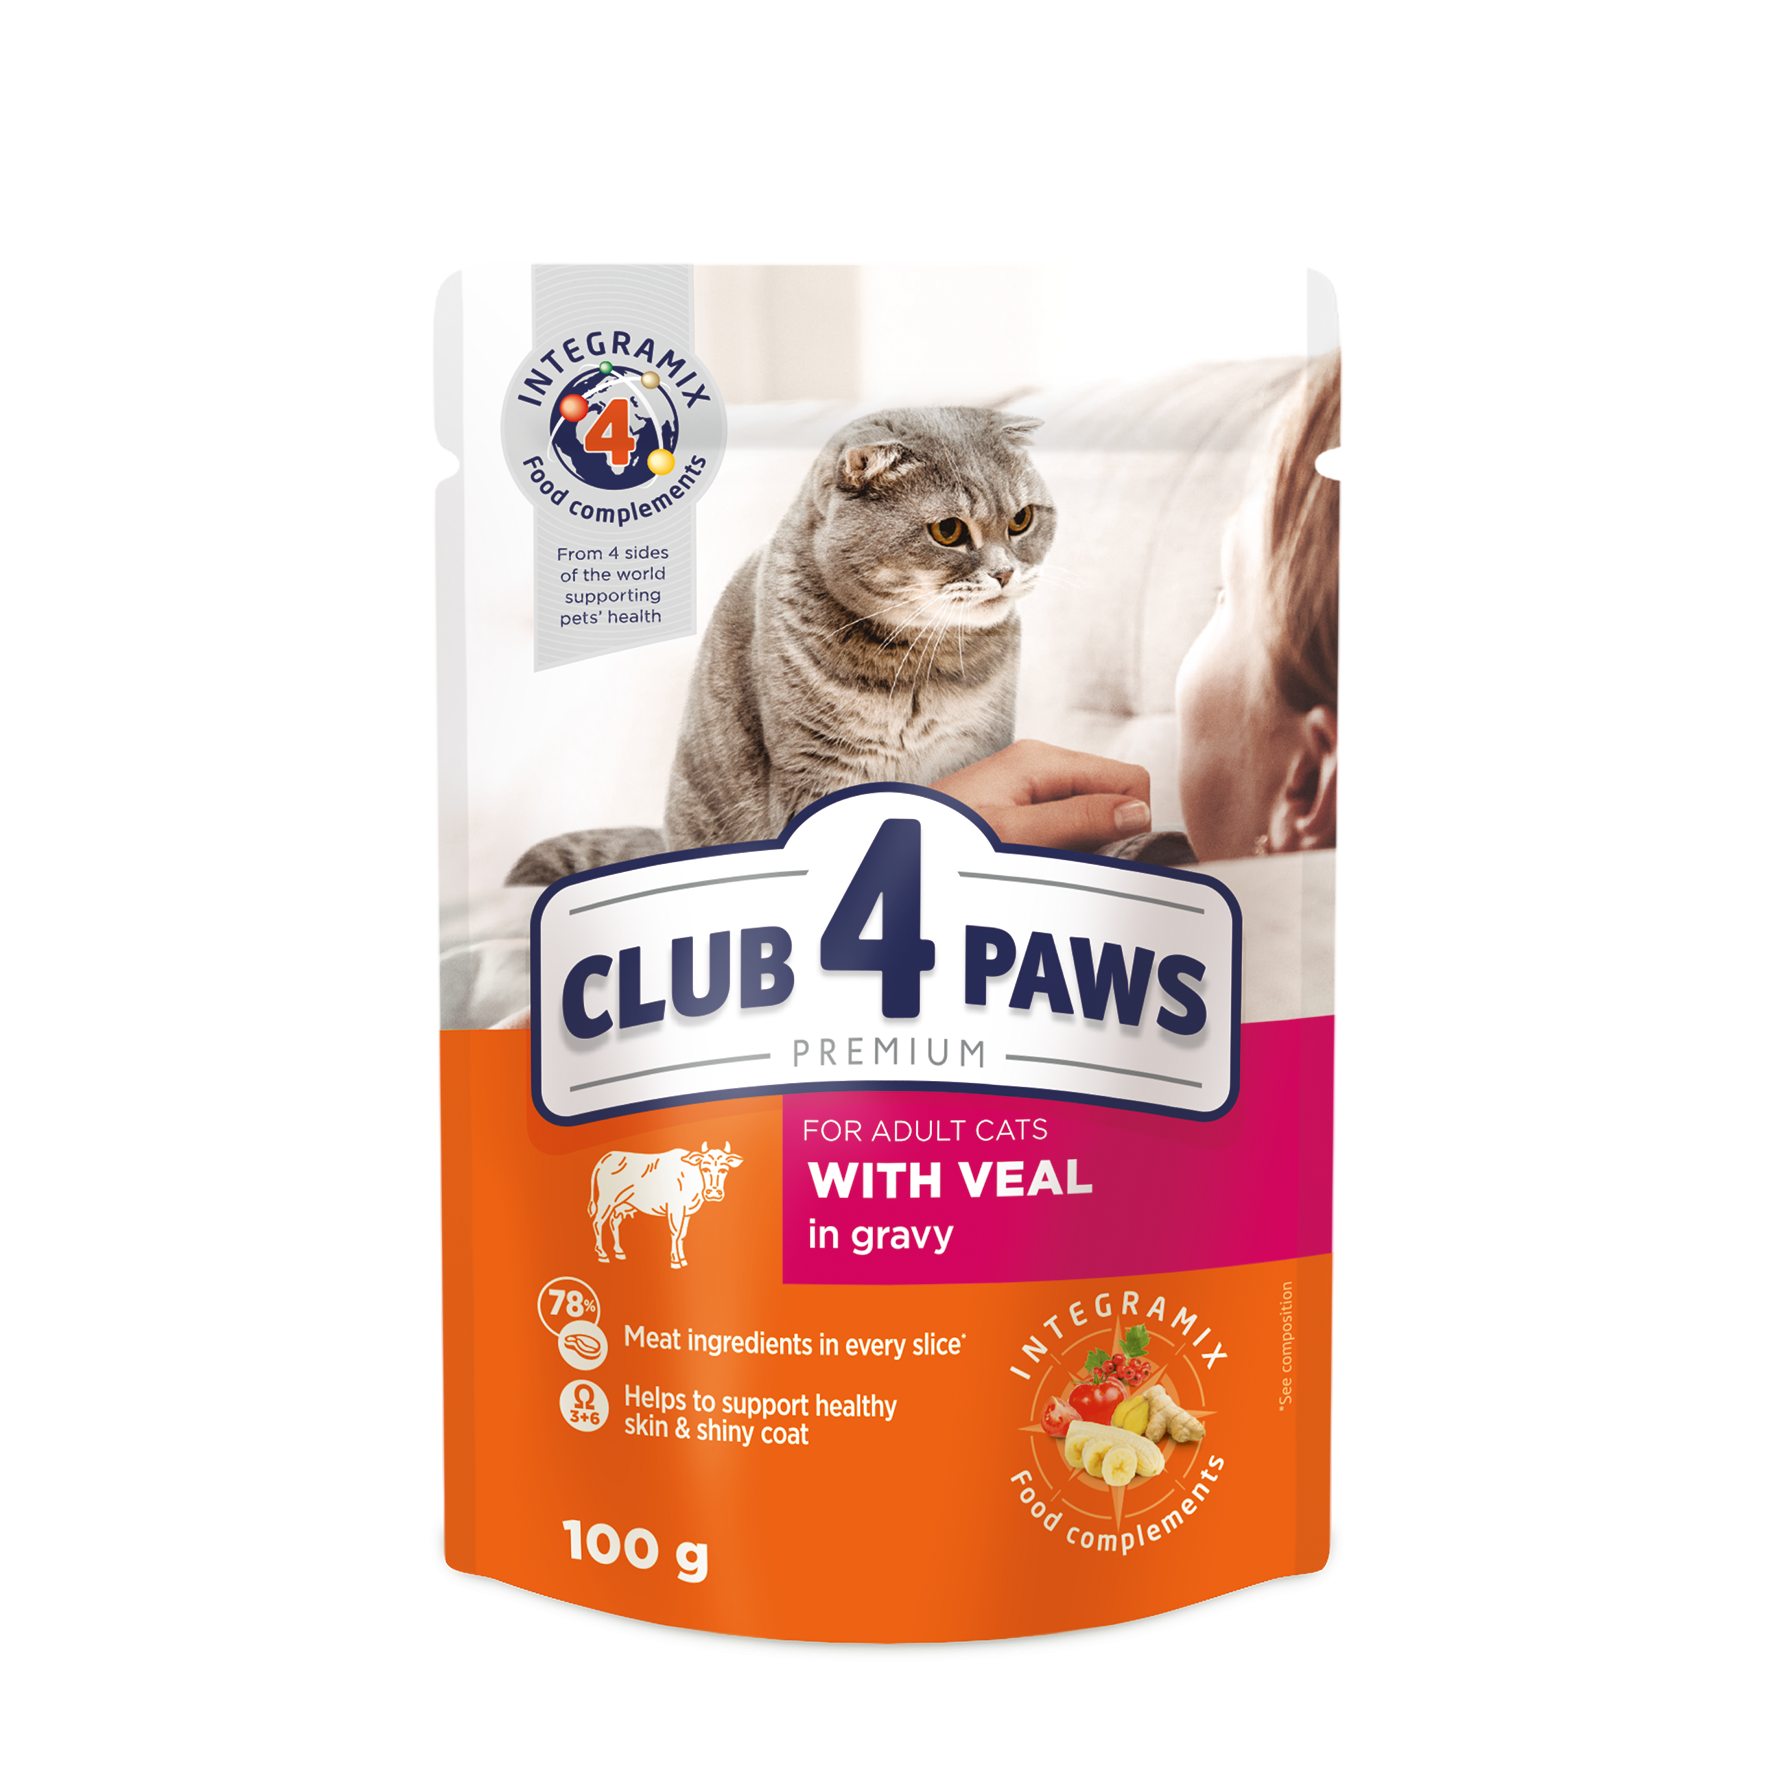 INTEGRAMIX
4
Food complements
From 4 sides
of the world
supporting
pets' health
CLUB 4 PAWS
PREMIUM
FOR ADULT CATS
WITH VEAL
in gravy
78%
Meat ingredients in every slice*
Ω
3+6
Helps to support healthy
skin & shiny coat
100 g
INTEGRAMIX
Food complements
*See composition